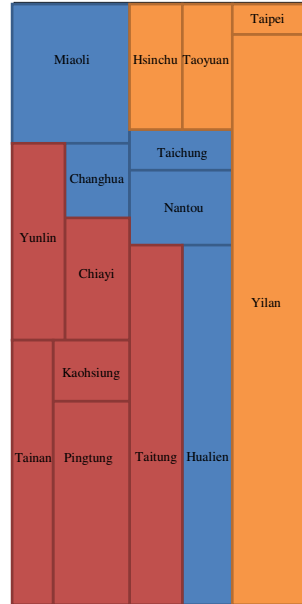 Taipei
Miaoli
Hsinchu
Taoyuan
Taichung
Changhua
Nantou
Yunlin
Chiayi
Yilan
Kaohsiung
Tainan
Pingtung
Taitung
Hualien